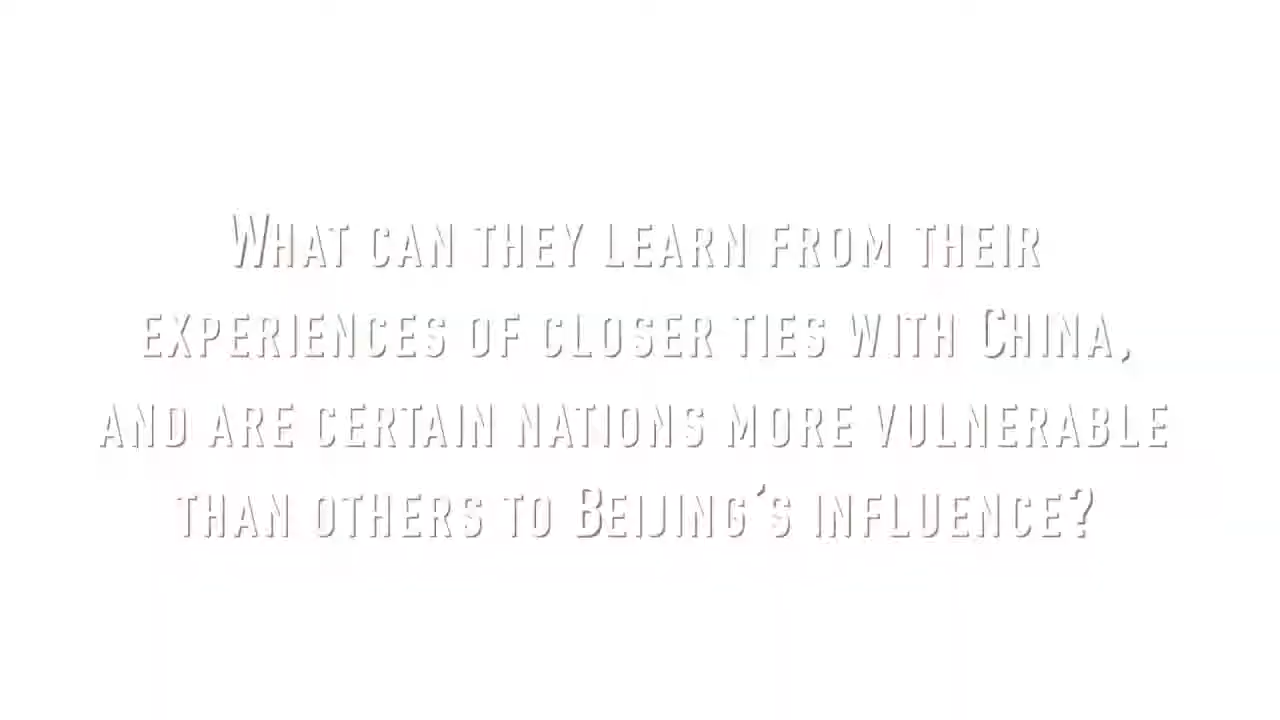 What can they learn from their
experiences of closer ties with China,
and are certain nations more vulnerable
than others to Beijing's influence?